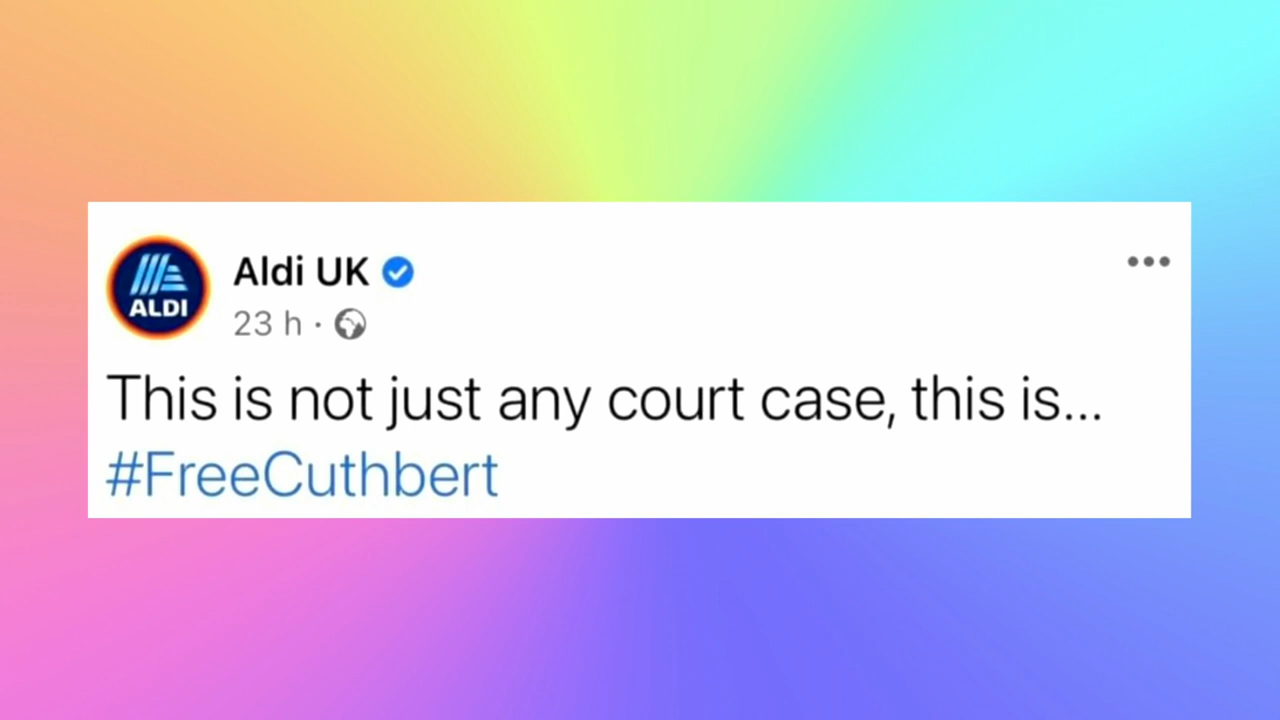 ALDI
Aldi UK
23 h ·
This is not just any court case, this is...
#FreeCuthbert